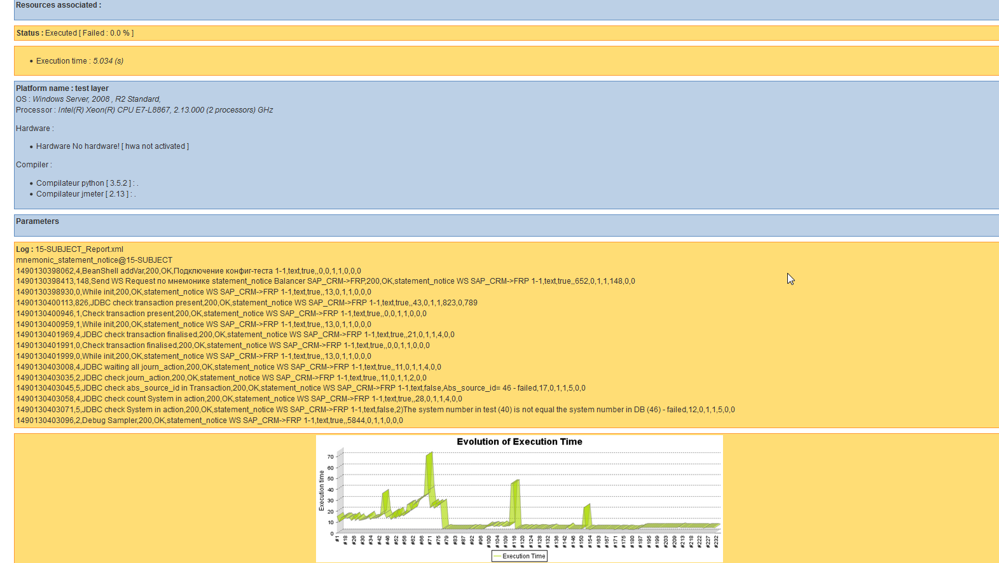 Resources associated :
Status : Executed [ Failed : 0.0 % ]
Execution time : 5.034 (s)
Platform name : test layer
OS : Windows Server, 2008 , R2 Standard,
Processor : Intel(R) Xeon(R) CPU E7-L8867, 2.13.000 (2 processors) GHz
Hardware :
Hardware No hardware! [ hwa not activated ]
Compiler :
Compilateur python [ 3.5.2 ] : .
Compilateur jmeter [ 2.13 ] : .
Parameters
Log : 15-SUBJECT_Report.xml
mnemonic_statement_notice@15-SUBJECT
1490130398062,4,BeanShell addVar,200,OK,Подключение конфиг-теста 1-1,text,true,,0,0,1,1,0,0,0
1490130398413,148,Send WS Request по мнемонике statement_notice Balancer SAP_CRM->FRP,200,OK,statement_notice WS SAP_CRM->FRP 1-1,text,true,,652,0,1,1,148,0,0
1490130398930,0,While init,200,OK,statement_notice WS SAP_CRM->FRP 1-1,text,true,,13,0,1,1,0,0,0
1490130400113,826,JDBC check transaction present,200,OK,statement_notice WS SAP_CRM->FRP 1-1,text,true,,43,0,1,1,823,0,789
1490130400946,1,Check transaction present,200,OK,statement_notice WS SAP_CRM->FRP 1-1,text,true,,0,0,1,1,0,0,0
1490130400959,1,While init,200,OK,statement_notice WS SAP_CRM->FRP 1-1,text,true,,13,0,1,1,0,0,0
1490130401969,4,JDBC check transaction finalised,200,OK,statement_notice WS SAP_CRM->FRP 1-1,text,true,,21,0,1,1,4,0,0
1490130401991,0,Check transaction finalised,200,OK,statement_notice WS SAP_CRM->FRP 1-1,text,true,,0,0,1,1,0,0,0
1490130401999,0,While init,200,OK,statement_notice WS SAP_CRM->FRP 1-1,text,true,,13,0,1,1,0,0,0
1490130403008,4,JDBC waiting all journ_action,200,OK,statement_notice WS SAP_CRM->FRP 1-1,text,true,,11,0,1,1,4,0,0
1490130403035,2,JDBC check journ_action,200,OK,statement_notice WS SAP_CRM->FRP 1-1,text,true,,11,0,1,1,2,0,0
1490130403045,5,JDBC check abs_source_id in Transaction,200,OK,statement_notice WS SAP_CRM->FRP 1-1,text,false,Abs_source_id= 46 - failed,17,0,1,1,5,0,0
1490130403058,4,JDBC check count System in action,200,OK,statement_notice WS SAP_CRM->FRP 1-1,text,true,,28,0,1,1,4,0,0
1490130403071,5,JDBC check System in action,200,OK,statement_notice WS SAP_CRM->FRP 1-1,text,false,2)The system number in test (40) is not equal the system number in DB (46) - failed,12,0,1,1,5,0,0
1490130403096,2,Debug Sampler,200,OK,statement_notice WS SAP_CRM->FRP 1-1,text,true,,5844,0,1,1,0,0,0
Evolution of Execution Time
Execution time
70
60
50
40
30
20
10
0
#1 #18 #26 #30 #34 #42 #46 #52 #56 #62 #66 #71 #75 #79 #83 #87 #92 #96 #100 #104 #109 #116 #120 #124 #128 #132 #136 #142 #146 #150 #154 #163 #167 #171 #175 #180 #187 #195 #199 #203 #209 #213 #218 #222 #227 #232
Execution Time